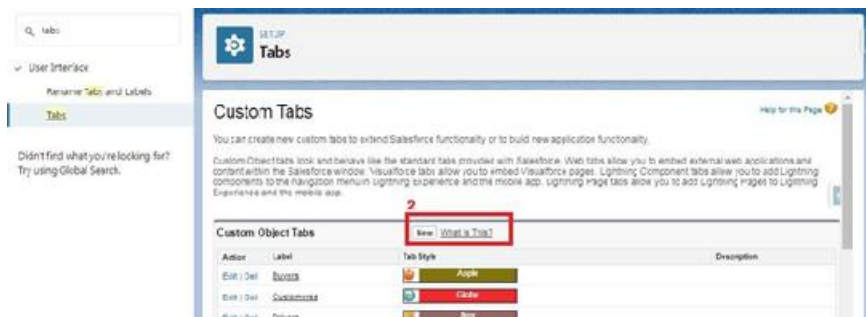 tabs
User Interface
Rename Tabs and Labels
Tabs
Didn't find what you're looking for?
Try using Global Search.
SETUP
Tabs
Custom Tabs
Help for this Page
You can create new custom tabs to extend Salesforce functionality or to build new application functionality.
Custom Object tabs look and behave like the standard tabs provided with Salesforce. Web tabs allow you to embed external web applications and
content within the Salesforce window. Visualforce tabs allow you to embed Visualforce pages. Lightning Component tabs allow you to add Lightning
components to the navigation menu in Lightning Experience and the mobile app. Lightning Page tabs allow you to add Lightning Pages to Lightning
Experience and the mobile app.
2
Custom Object Tabs New What Is This?
Action Label Tab Style Description
Edit | Del Buyers Apple
Edit | Del Customeres Globe
Edit | Del Drivers Box